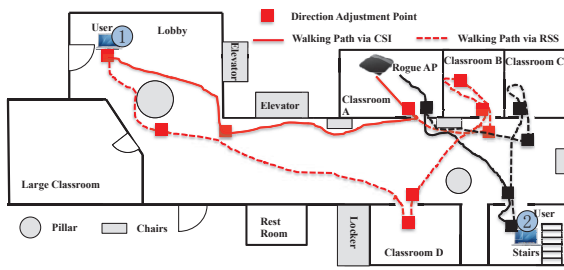 User
1
Lobby
Direction Adjustment Point
Walking Path via CSI
Walking Path via RSS
Elevator
Rogue AP
Classroom B
Classroom C
Elevator
Classroom
A
Large Classroom
Pillar
Chairs
Rest
Room
Locker
Classroom D
User
2
Stairs